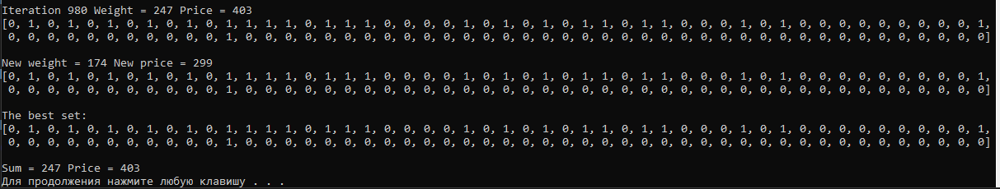 Iteration 980 Weight = 247 Price = 403
[0, 1, 0, 1, 0, 1, 0, 1, 0, 1, 0, 1, 1, 1, 1, 0, 1, 1, 1, 0, 0, 0, 0, 1, 0, 1, 0, 1, 0, 1, 1, 0, 1, 1, 0, 0, 0, 1, 0, 1, 0, 0, 0, 0, 0, 0, 0, 0, 0, 1,
0, 0, 0, 0, 0, 0, 0, 0, 0, 0, 0, 1, 0, 0, 0, 0, 0, 0, 0, 0, 0, 0, 0, 0, 0, 0, 0, 0, 0, 0, 0, 0, 0, 0, 0, 0, 0, 0, 0, 0, 0, 0, 0, 0, 0, 0, 0, 0, 0, 0]
New weight = 174 New price = 299
[0, 1, 0, 1, 0, 1, 0, 1, 0, 1, 0, 1, 1, 1, 1, 0, 1, 1, 1, 0, 0, 0, 0, 1, 0, 1, 0, 1, 0, 1, 1, 0, 1, 1, 0, 0, 0, 1, 0, 1, 0, 0, 0, 0, 0, 0, 0, 0, 0, 1,
0, 0, 0, 0, 0, 0, 0, 0, 0, 0, 0, 1, 0, 0, 0, 0, 0, 0, 0, 0, 0, 0, 0, 0, 0, 0, 0, 0, 0, 0, 0, 0, 0, 0, 0, 0, 0, 0, 0, 0, 0, 0, 0, 0, 0, 0, 0, 0, 0, 0]
The best set:
[0, 1, 0, 1, 0, 1, 0, 1, 0, 1, 0, 1, 1, 1, 1, 0, 1, 1, 1, 0, 0, 0, 0, 1, 0, 1, 0, 1, 0, 1, 1, 0, 1, 1, 0, 0, 0, 1, 0, 1, 0, 0, 0, 0, 0, 0, 0, 0, 0, 1,
0, 0, 0, 0, 0, 0, 0, 0, 0, 0, 0, 1, 0, 0, 0, 0, 0, 0, 0, 0, 0, 0, 0, 0, 0, 0, 0, 0, 0, 0, 0, 0, 0, 0, 0, 0, 0, 0, 0, 0, 0, 0, 0, 0, 0, 0, 0, 0, 0, 0]
Sum = 247 Price = 403
Для продолжения нажмите любую клавишу . . .